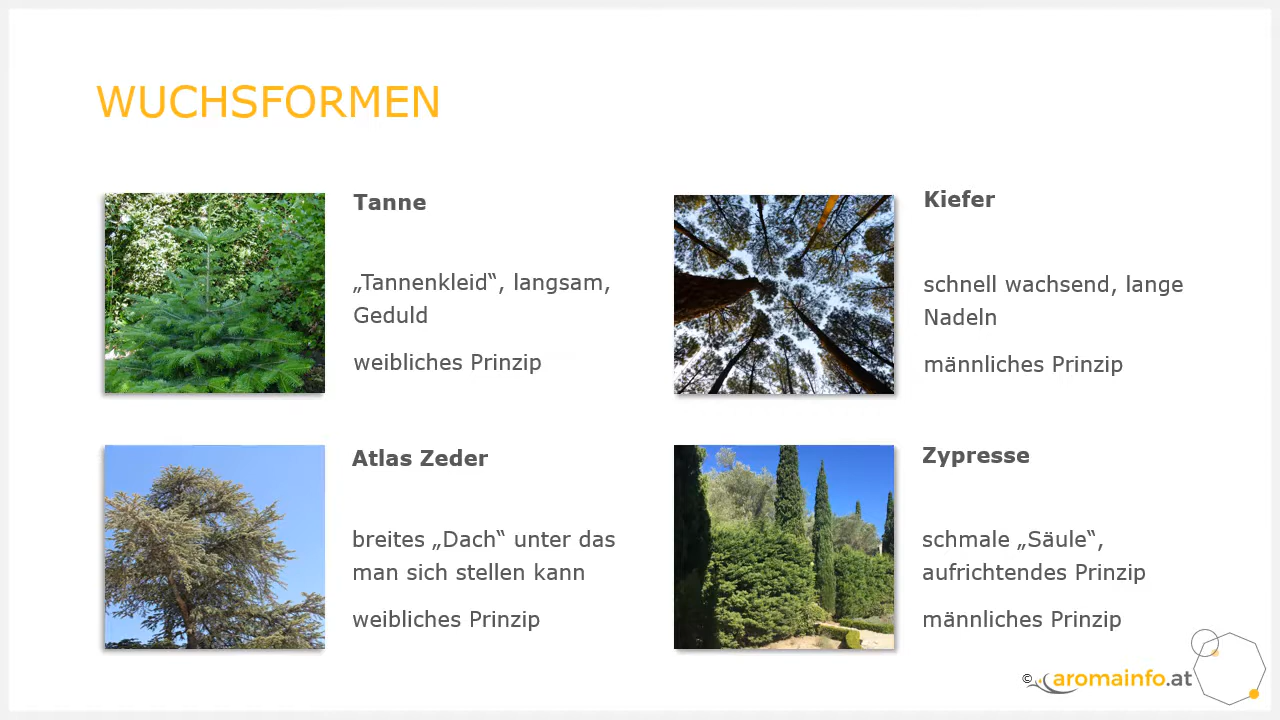 WUCHSFORMEN
Tanne
„Tannenkleid“, langsam,
Geduld
weibliches Prinzip
Kiefer
schnell wachsend, lange
Nadeln
männliches Prinzip
Atlas Zeder
breites „Dach“ unter das
man sich stellen kann
weibliches Prinzip
Zypresse
schmale „Säule“,
aufrichtendes Prinzip
männliches Prinzip
© aromainfo.at